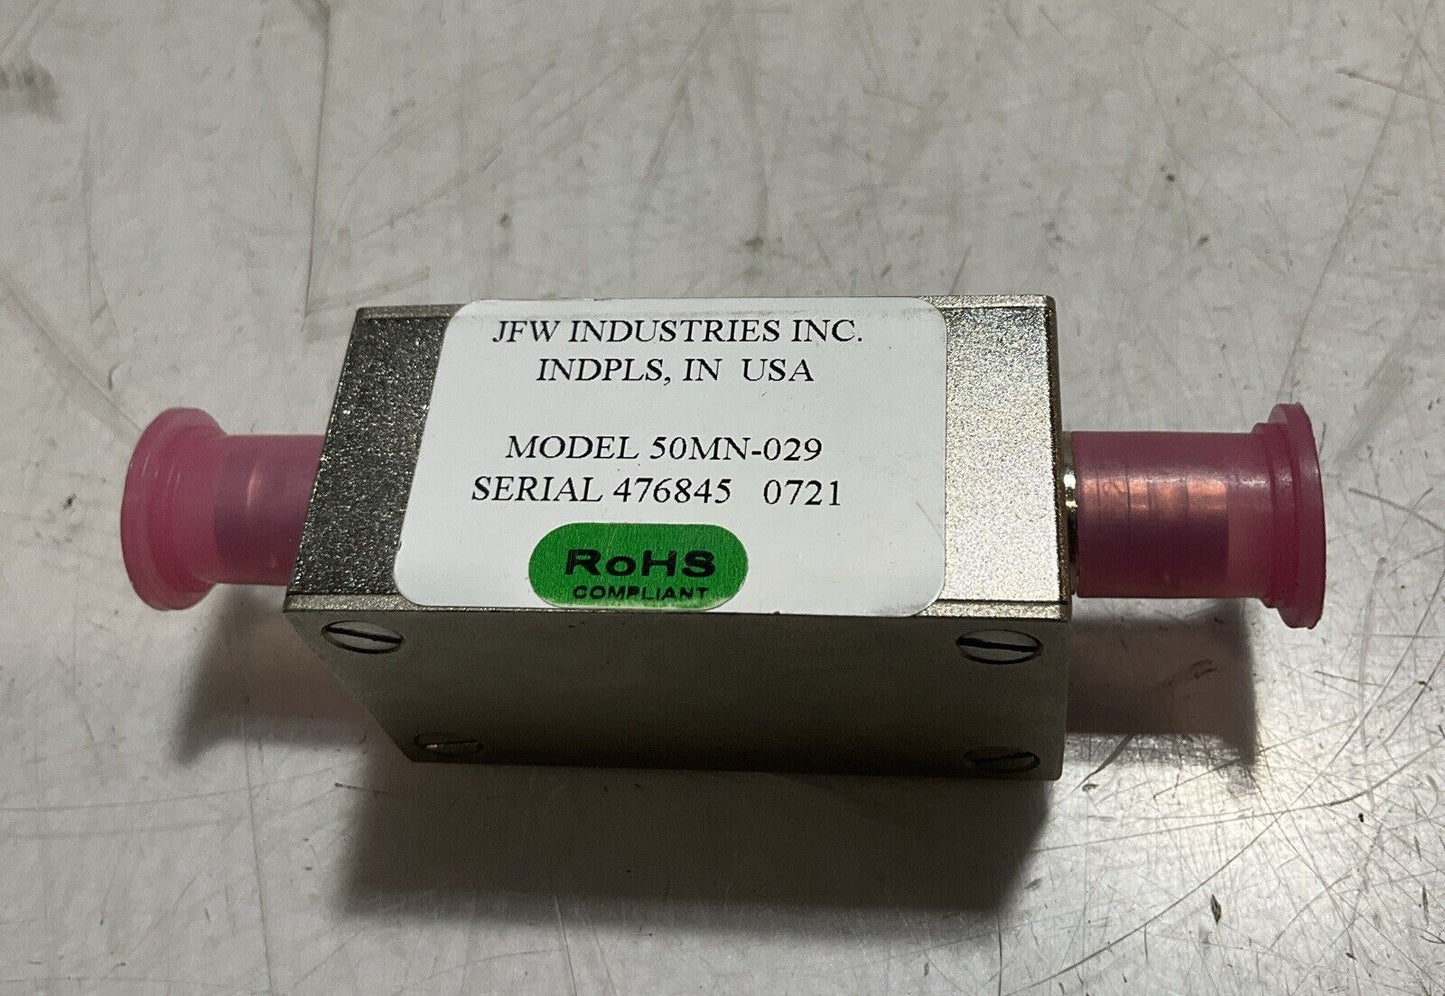 JFW INDUSTRIES INC.
INDPLS, IN USA
MODEL 50MN-029
SERIAL 476845 0721
RoHS
COMPLIANT